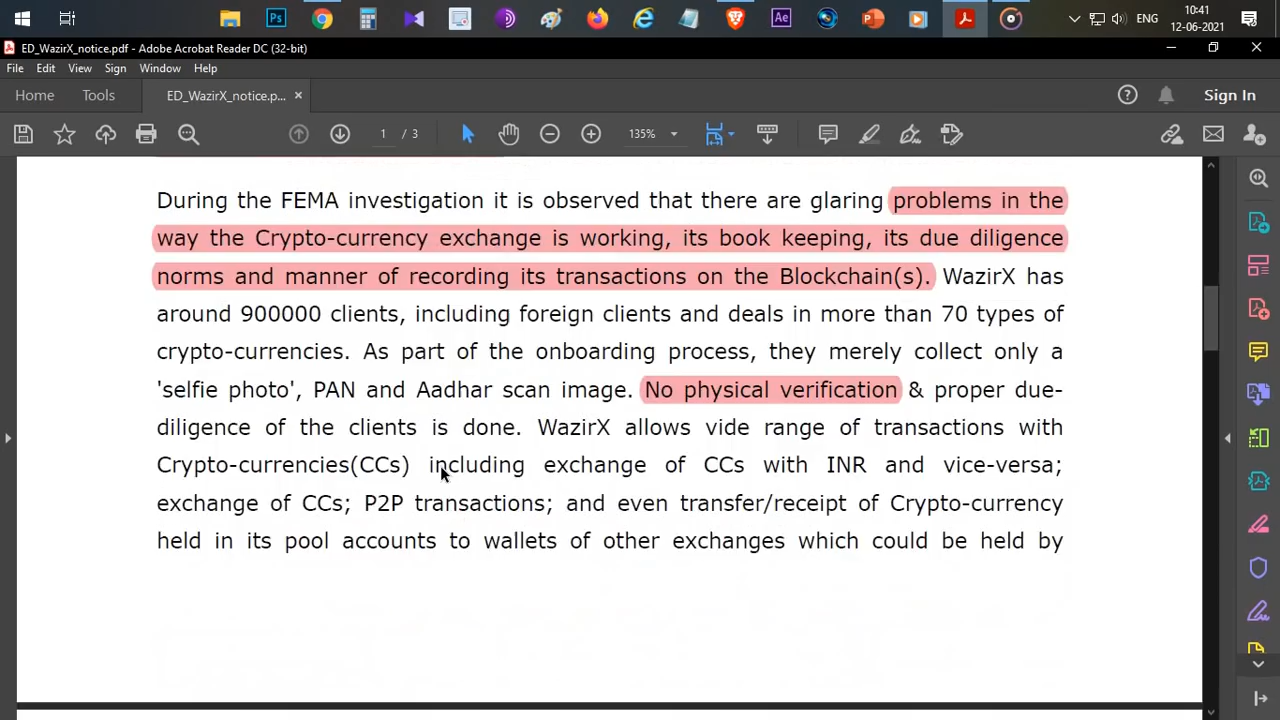 10:41
ENG
12-06-2021
ED_WazirX_notice.pdf - Adobe Acrobat Reader DC (32-bit)
File Edit View Sign Window Help
Home Tools ED_WazirX_notice.p... Sign In
1 / 3 135%
During the FEMA investigation it is observed that there are glaring problems in the
way the Crypto-currency exchange is working, its book keeping, its due diligence
norms and manner of recording its transactions on the Blockchain(s). WazirX has
around 900000 clients, including foreign clients and deals in more than 70 types of
crypto-currencies. As part of the onboarding process, they merely collect only a
'selfie photo', PAN and Aadhar scan image. No physical verification & proper due-
diligence of the clients is done. WazirX allows vide range of transactions with
Crypto-currencies(CCs) including exchange of CCs with INR and vice-versa;
exchange of CCs; P2P transactions; and even transfer/receipt of Crypto-currency
held in its pool accounts to wallets of other exchanges which could be held by